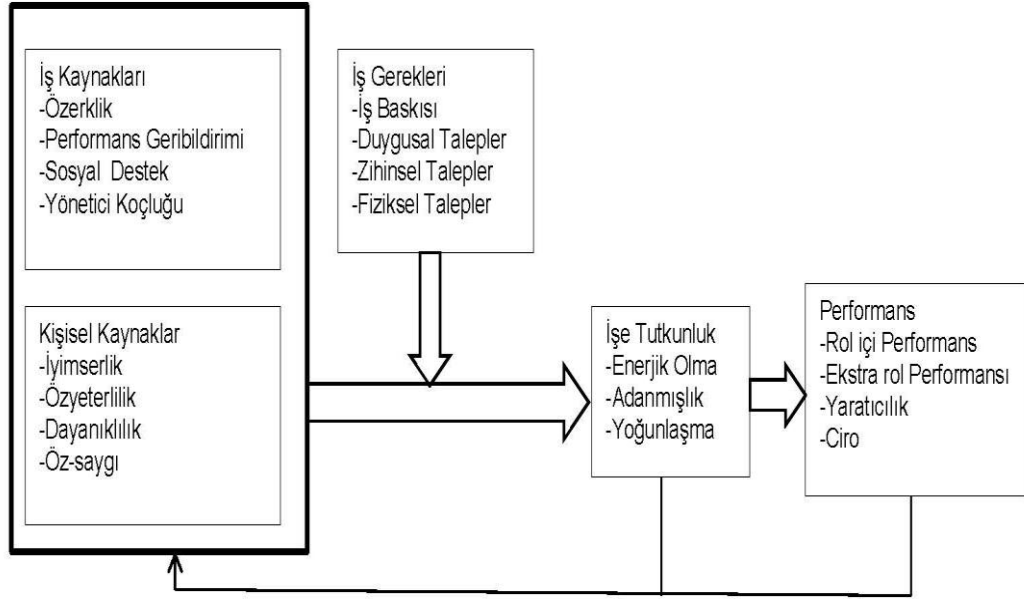 İş Kaynakları
-Özerklik
-Performans Geribildirimi
-Sosyal Destek
-Yönetici Koçluğu
İş Gerekleri
-İş Baskısı
-Duygusal Talepler
-Zihinsel Talepler
-Fiziksel Talepler
Kişisel Kaynaklar
-İyimserlik
-Özyeterlilik
-Dayanıklılık
-Öz-saygı
İşe Tutkunluk
-Enerjik Olma
-Adanmışlık
-Yoğunlaşma
Performans
-Rol içi Performans
-Ekstra rol Performansı
-Yaratıcılık
-Ciro